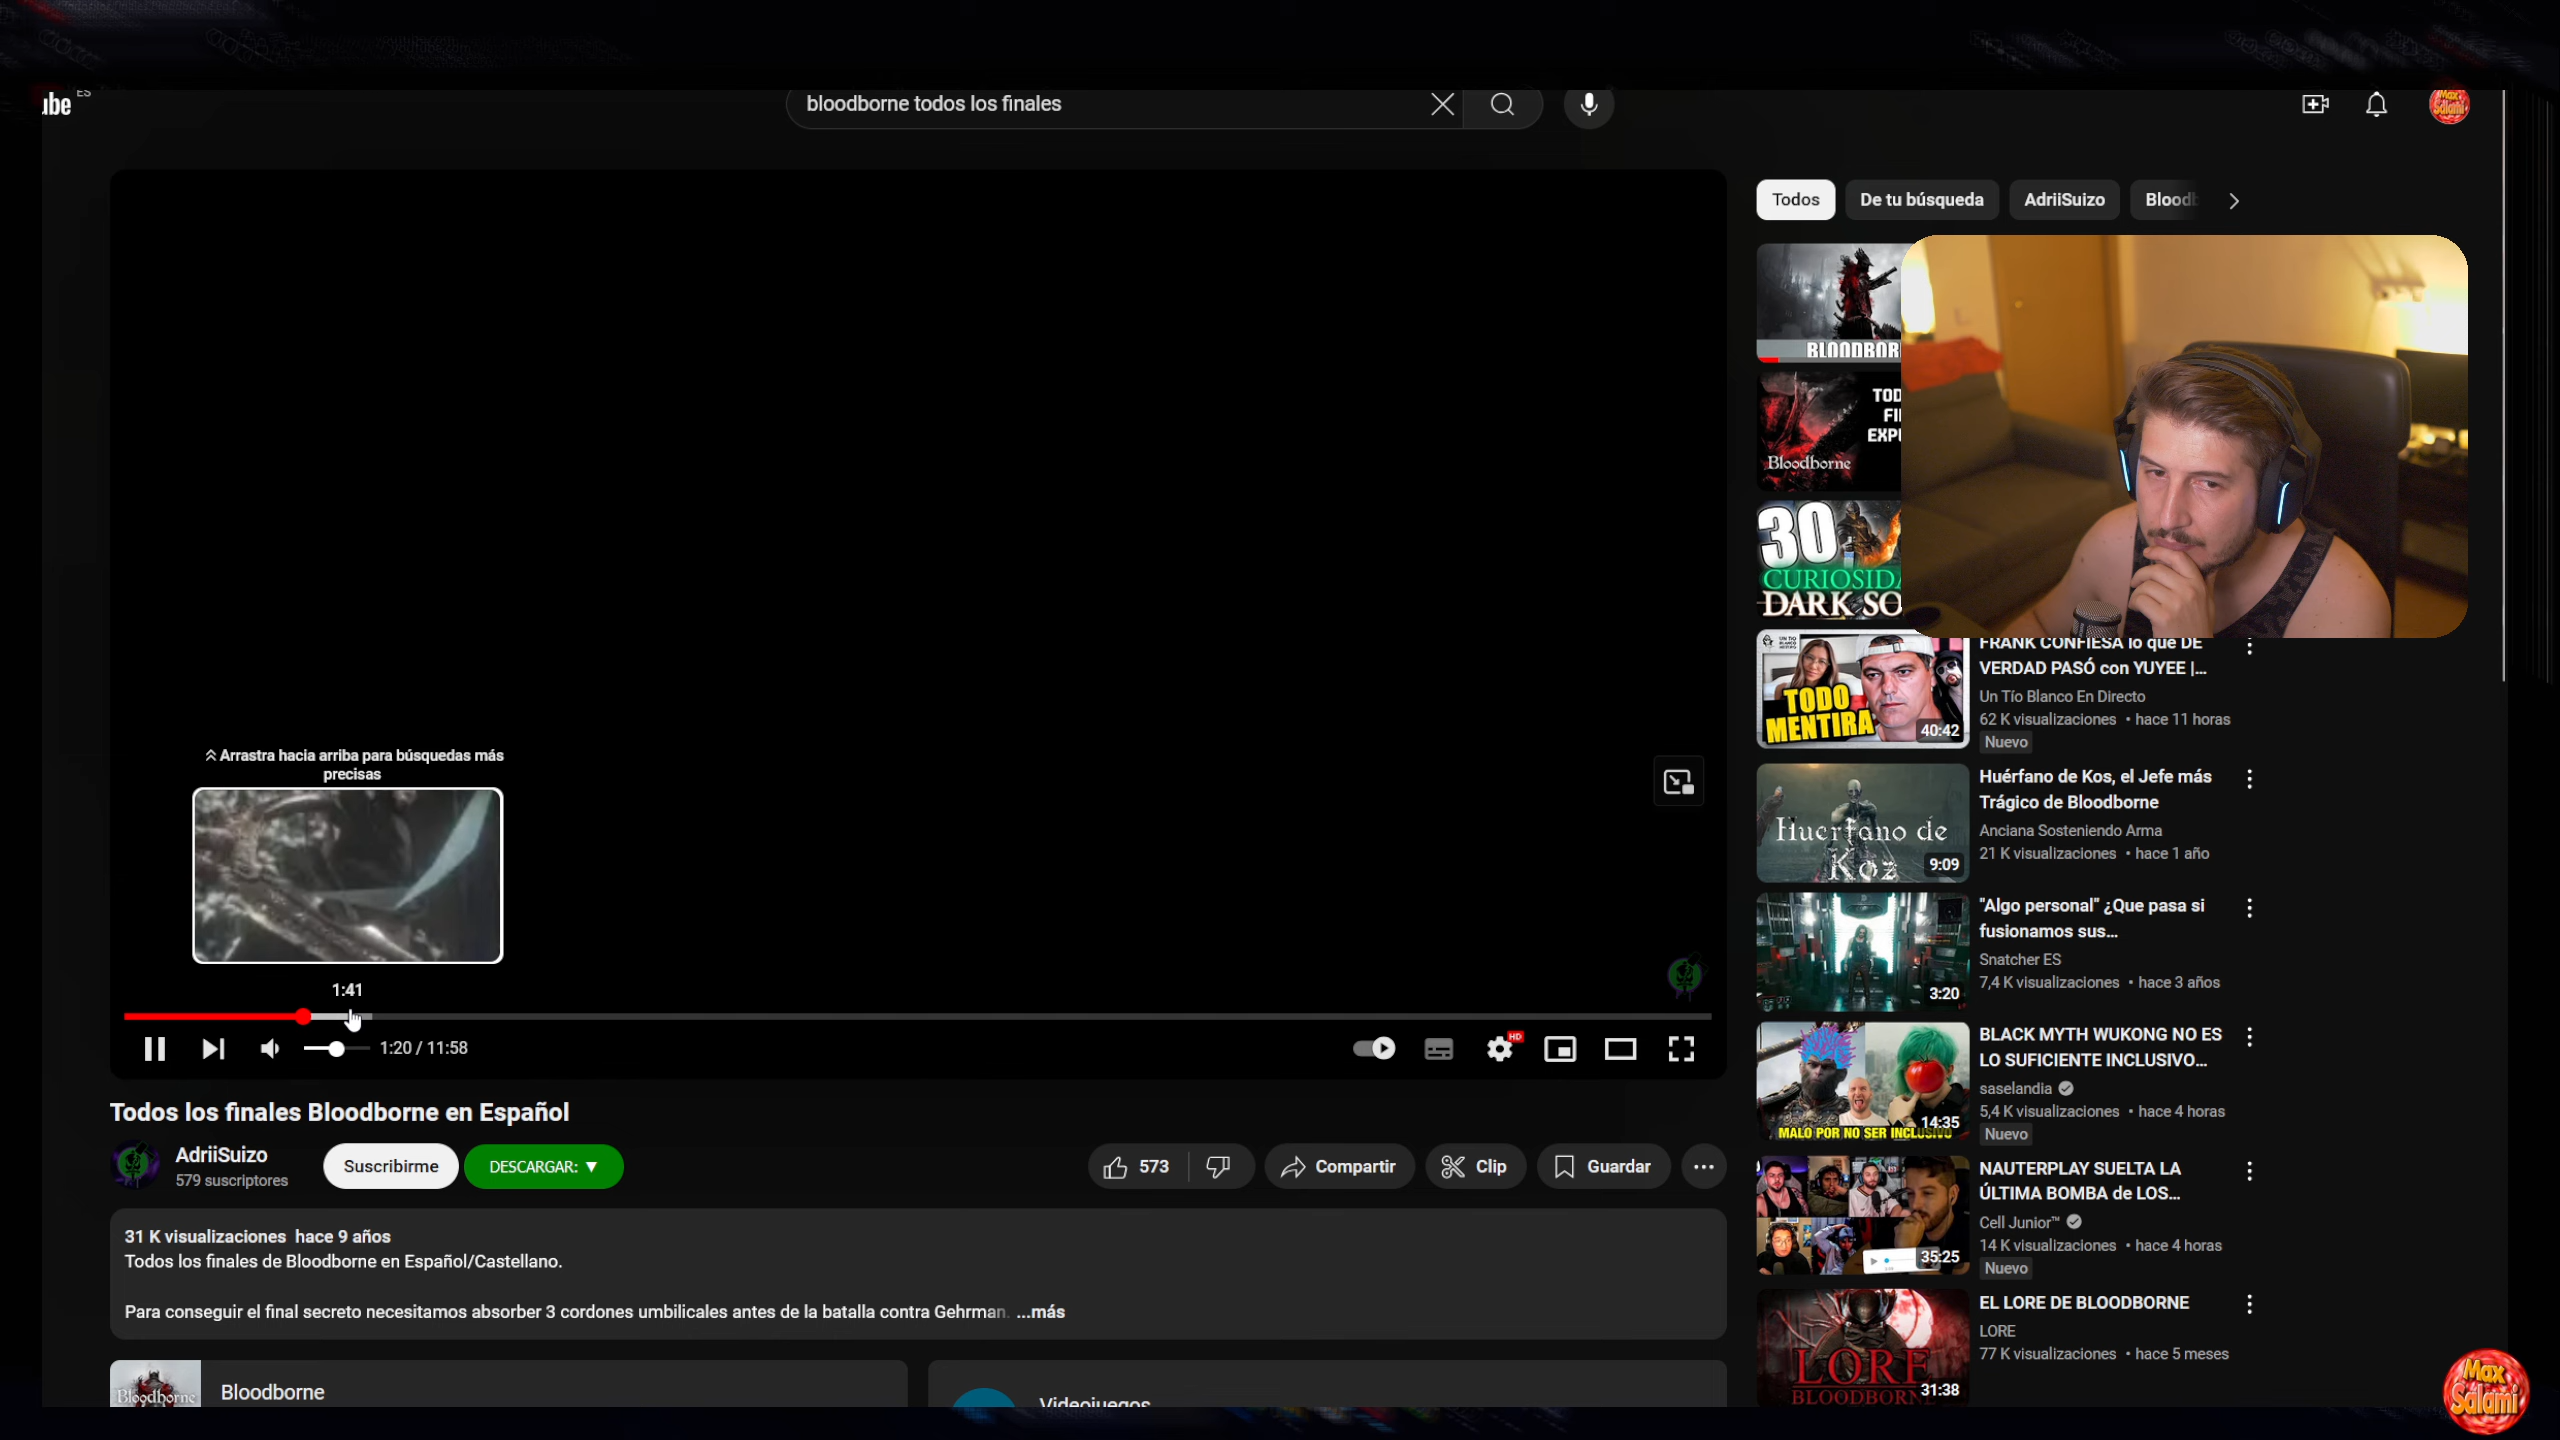 ube
ES
bloodborne todos los finales
Max
Salami
Todos
De tu búsqueda
AdriiSuizo
Bloodb
BLOODBOR
TOD
FI
EXP
Bloodborne
30
CURIOSIDA
DARK SO
Arrastra hacia arriba para búsquedas más
precisas
1:41
1:20 / 11:58
HD
Todos los finales Bloodborne en Español
AdriiSuizo
579 suscriptores
Suscribirme
DESCARGAR: ▼
573
Compartir
Clip
Guardar
31 K visualizaciones hace 9 años
Todos los finales de Bloodborne en Español/Castellano.
Para conseguir el final secreto necesitamos absorber 3 cordones umbilicales antes de la batalla contra Gehrman. ...más
Bloodborne
Bloodborne
Videojuegos
TODO
MENTIRA
40:42
FRANK CONFIESA lo que DE
VERDAD PASÓ con YUYEE |...
Un Tío Blanco En Directo
62 K visualizaciones • hace 11 horas
Nuevo
Huerfano de
Koz
9:09
Huérfano de Kos, el Jefe más
Trágico de Bloodborne
Anciana Sosteniendo Arma
21 K visualizaciones • hace 1 año
3:20
"Algo personal" ¿Que pasa si
fusionamos sus...
Snatcher ES
7,4 K visualizaciones • hace 3 años
14:35
MALO POR NO SER INCLUSIVO
BLACK MYTH WUKONG NO ES
LO SUFICIENTE INCLUSIVO...
saselandia
5,4 K visualizaciones • hace 4 horas
Nuevo
35:25
NAUTERPLAY SUELTA LA
ÚLTIMA BOMBA de LOS...
Cell Junior™
14 K visualizaciones • hace 4 horas
Nuevo
LORE
BLOODBORN
31:38
EL LORE DE BLOODBORNE
LORE
77 K visualizaciones • hace 5 meses
Max
Salami